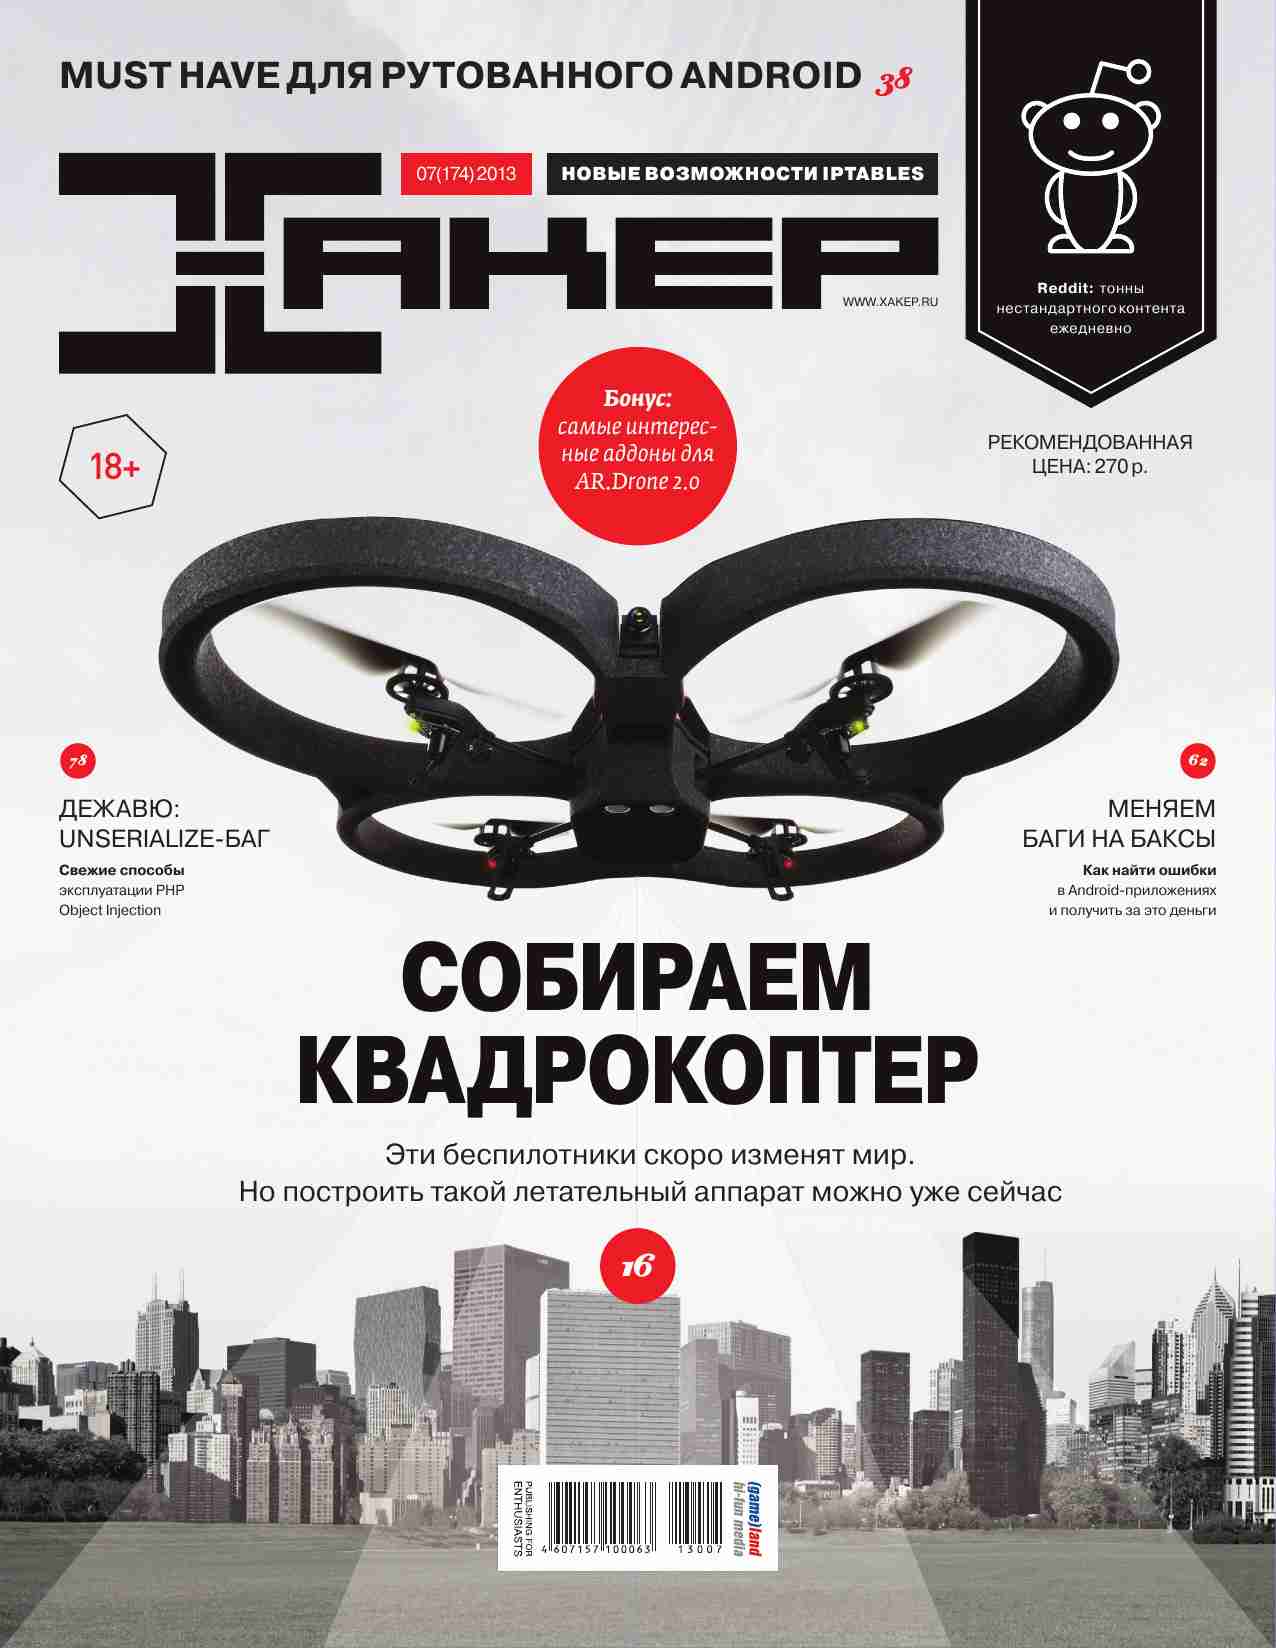 MUST HAVE ДЛЯ РУТОВАННОГО ANDROID 38
07(174)2013
НОВЫЕ ВОЗМОЖНОСТИ IPTABLES
ХАКЕР
WWW.XAKEP.RU
Reddit: тонны
нестандартного контента
ежедневно
РЕКОМЕНДОВАННАЯ
ЦЕНА: 270 р.
18+
Бонус:
самые интерес-
ные аддоны для
AR.Drone 2.0
78
ДЕЖАВЮ:
UNSERIALIZE-БАГ
Свежие способы
эксплуатации PHP
Object Injection
62
МЕНЯЕМ
БАГИ НА БАКСЫ
Как найти ошибки
в Android-приложениях
и получить за это деньги
СОБИРАЕМ
КВАДРОКОПТЕР
Эти беспилотники скоро изменят мир.
Но построить такой летательный аппарат можно уже сейчас
16
PUBLISHING FOR
ENTHUSIASTS
4 607157 100063
13007
(game)land
hi-fun media